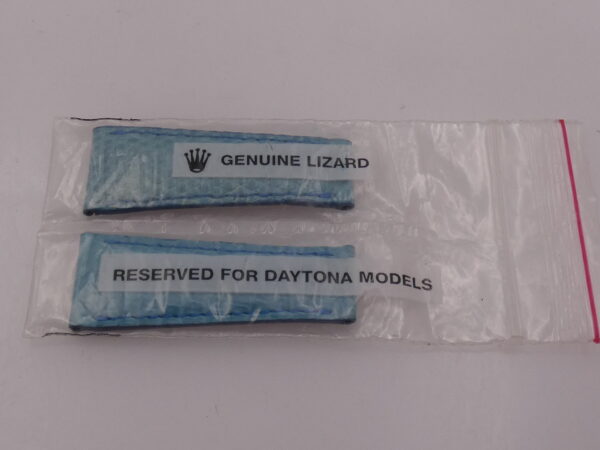 GENUINE LIZARD
RESERVED FOR DAYTONA MODELS